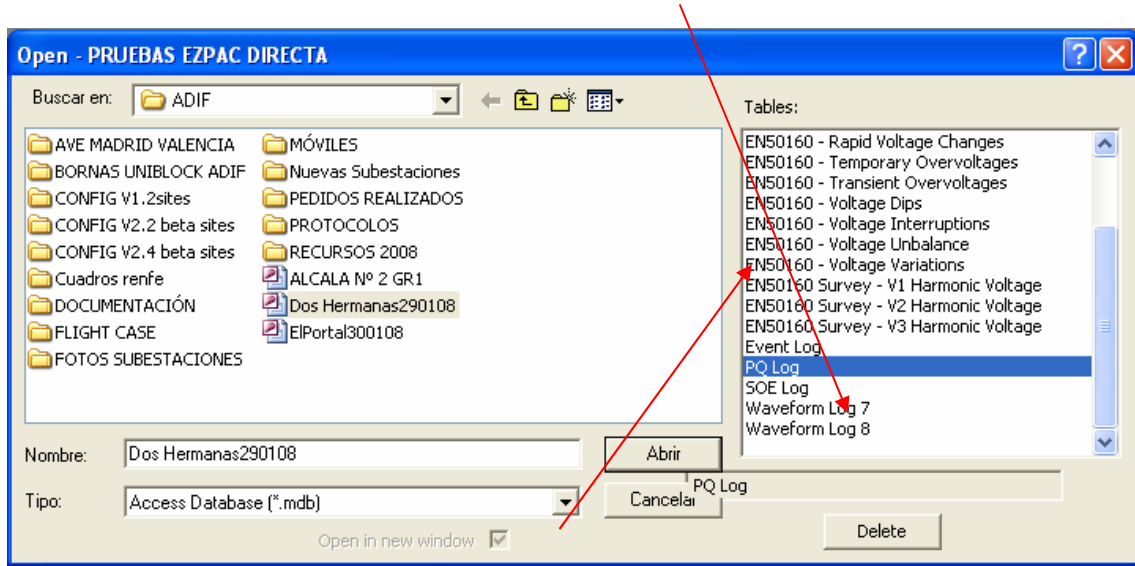 Open - PRUEBAS EZPAC DIRECTA
Buscar en: ADIF
Tables:
AVE MADRID VALENCIA
BORNAS UNIBLOCK ADIF
CONFIG V1.2sites
CONFIG V2.2 beta sites
CONFIG V2.4 beta sites
Cuadros renfe
DOCUMENTACIÓN
FLIGHT CASE
FOTOS SUBESTACIONES
MÓVILES
Nuevas Subestaciones
PEDIDOS REALIZADOS
PROTOCOLOS
RECURSOS 2008
ALCALA Nº 2 GR1
Dos Hermanas290108
ElPortal300108
EN50160 - Rapid Voltage Changes
EN50160 - Temporary Overvoltages
EN50160 - Transient Overvoltages
EN50160 - Voltage Dips
EN50160 - Voltage Interruptions
EN50160 - Voltage Unbalance
EN50160 - Voltage Variations
EN50160 Survey - V1 Harmonic Voltage
EN50160 Survey - V2 Harmonic Voltage
EN50160 Survey - V3 Harmonic Voltage
Event Log
PQ Log
SOE Log
Waveform Log 7
Waveform Log 8
Nombre: Dos Hermanas290108
Abrir
Tipo: Access Database (*.mdb)
Cancelar
PQ Log
Open in new window
Delete